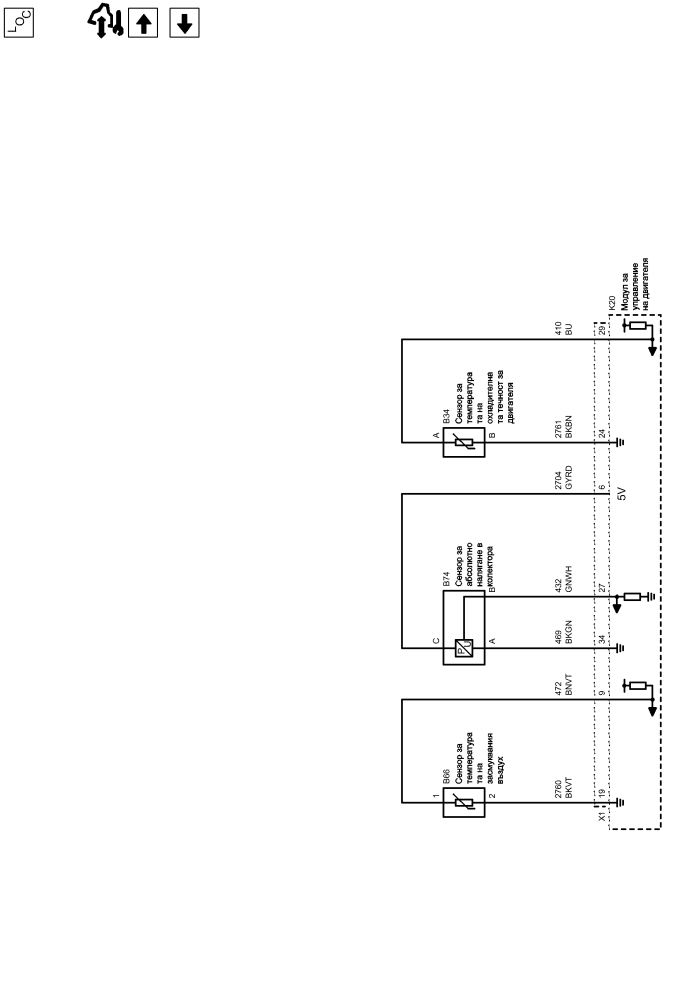 LOC
K20
Модул за
управление
на двигателя
X1
19
9
34
27
6
24
29
5V
2760
BKVT
472
BNVT
469
BKGN
432
GNWH
2704
GYRD
2761
BKBN
410
BU
1
2
B66
Сензор за
температура
та на
засмуквания
въздух
C
A
B
P
U
B74
Сензор за
абсолютно
налягане в
колектора
A
B
B34
Сензор за
температура
та на
охладителна
та течност за
двигателя